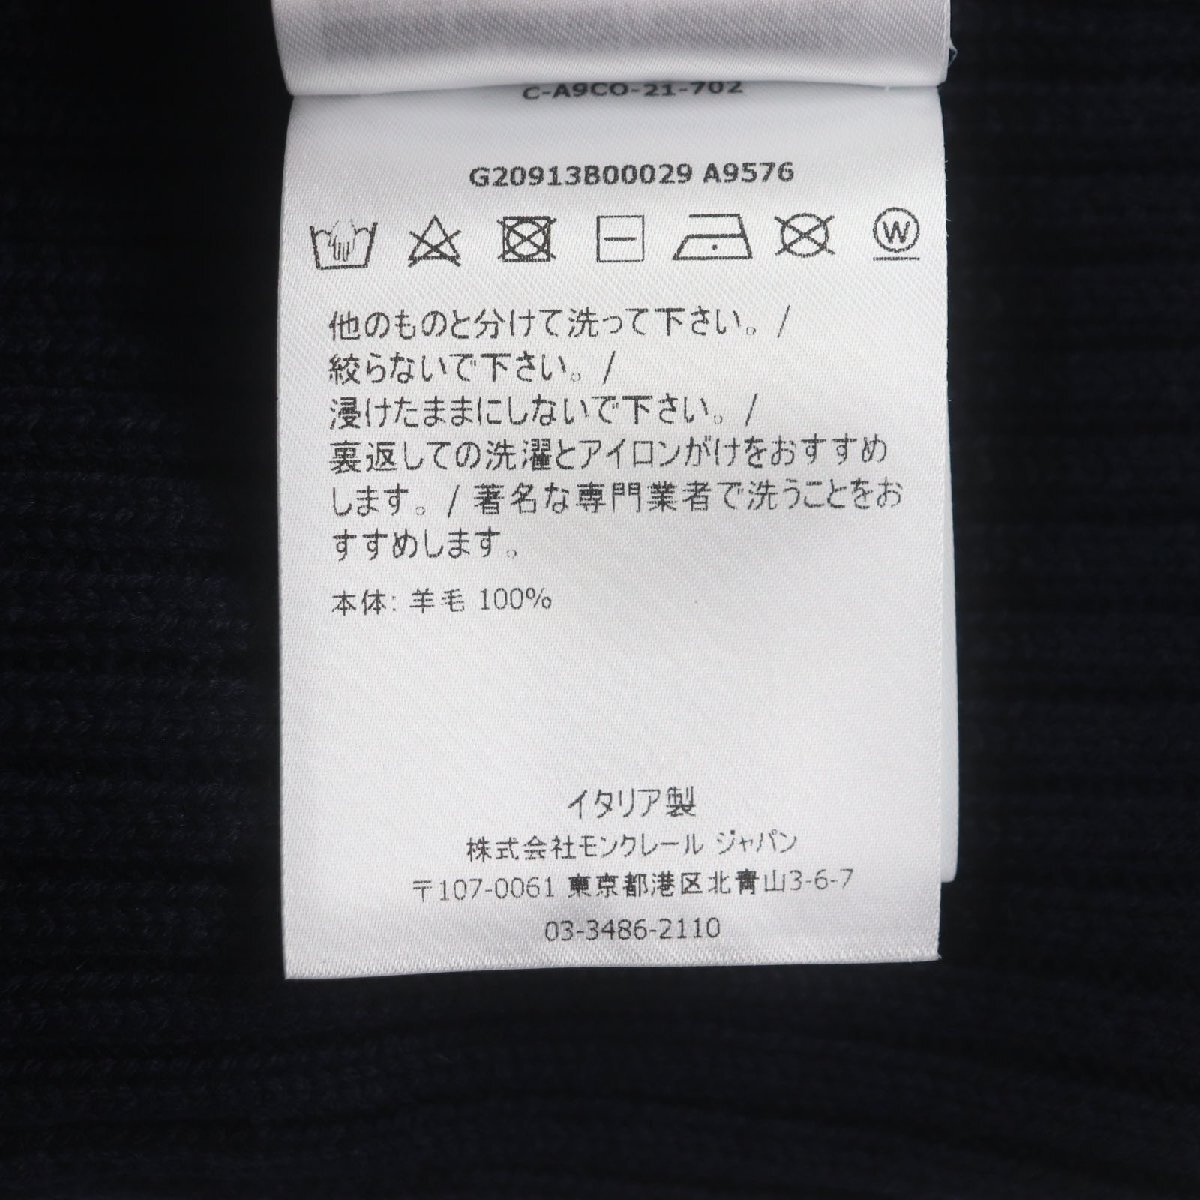 C-A9CO-21-702
G20913B00029 A9576
W
他のものと分けて洗って下さい。/
絞らないで下さい。/
浸けたままにしないで下さい。/
裏返しての洗濯とアイロンがけをおすすめ
します。/ 著名な専門業者で洗うことをお
すすめします。
本体: 羊毛 100%
イタリア製
株式会社モンクレール ジャパン
〒107-0061 東京都港区北青山3-6-7
03-3486-2110